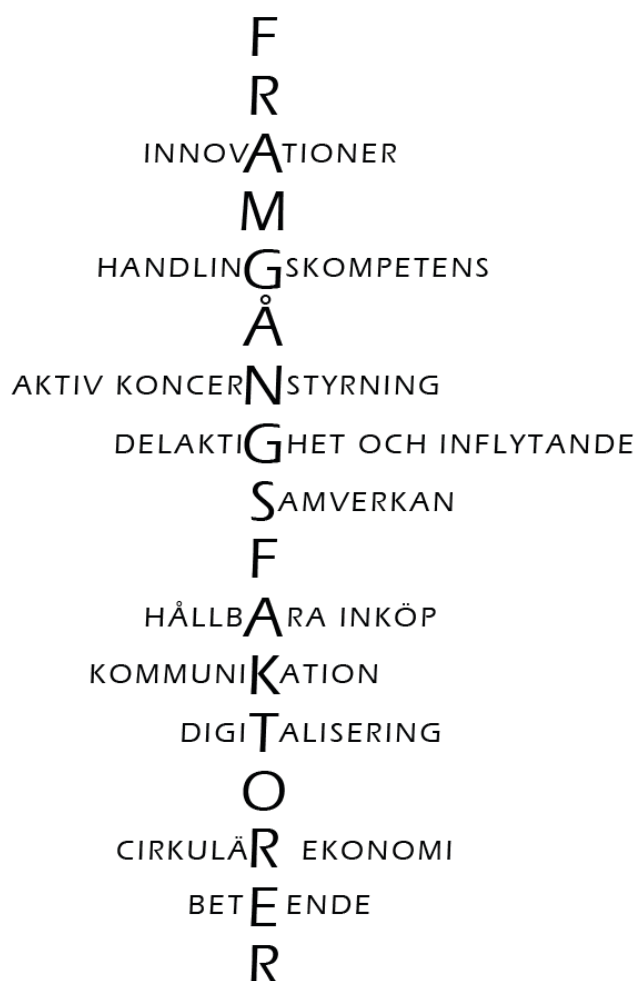 F
R
INNOVATIONER
M
HANDLINGSKOMPETENS
Å
AKTIV KONCERNSTYRNING
DELAKTIGHET OCH INFLYTANDE
SAMVERKAN
F
HÅLLBARA INKÖP
KOMMUNIKATION
DIGITALISERING
O
CIRKULÄR EKONOMI
BETEENDE
R